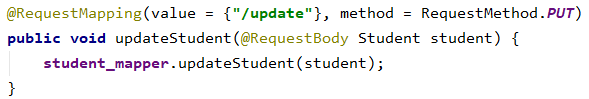 @RequestMapping(value = {"/update"}, method = RequestMethod.PUT)
public void updateStudent(@RequestBody Student student) {
    student_mapper.updateStudent(student);
}